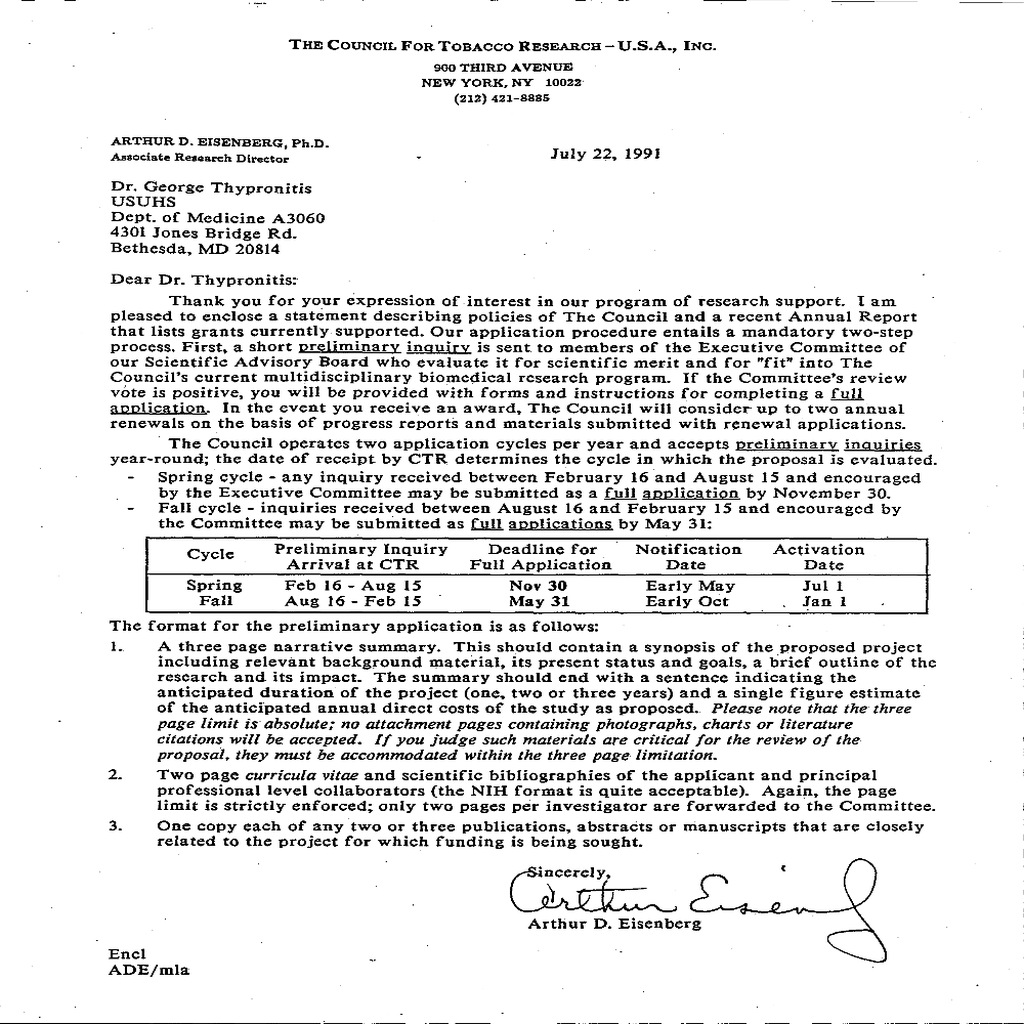 THE COUNCIL FOR TOBACCO RESEARCH – U.S.A., INC.
900 THIRD AVENUE
NEW YORK, NY 10022
(212) 421-8885
ARTHUR D. EISENBERG, Ph.D.
Associate Research Director
July 22, 1991
Dr. George Thypronitis
USUHS
Dept. of Medicine A3060
4301 Jones Bridge Rd.
Bethesda, MD 20814
Dear Dr. Thypronitis:
Thank you for your expression of interest in our program of research support. I am
pleased to enclose a statement describing policies of The Council and a recent Annual Report
that lists grants currently supported. Our application procedure entails a mandatory two-step
process. First, a short preliminary inquiry is sent to members of the Executive Committee of
our Scientific Advisory Board who evaluate it for scientific merit and for "fit" into The
Council's current multidisciplinary biomedical research program. If the Committee's review
vote is positive, you will be provided with forms and instructions for completing a full
application. In the event you receive an award, The Council will consider up to two annual
renewals on the basis of progress reports and materials submitted with renewal applications.
The Council operates two application cycles per year and accepts preliminary inquiries
year-round; the date of receipt by CTR determines the cycle in which the proposal is evaluated.
- Spring cycle - any inquiry received between February 16 and August 15 and encouraged
by the Executive Committee may be submitted as a full application by November 30.
- Fall cycle - inquiries received between August 16 and February 15 and encouraged by
the Committee may be submitted as full applications by May 31:
Cycle Preliminary Inquiry Deadline for Notification Activation
Arrival at CTR Full Application Date Date
Spring Feb 16 - Aug 15 Nov 30 Early May Jul 1
Fall Aug 16 - Feb 15 May 31 Early Oct Jan 1
The format for the preliminary application is as follows:
1. A three page narrative summary. This should contain a synopsis of the proposed project
including relevant background material, its present status and goals, a brief outline of the
research and its impact. The summary should end with a sentence indicating the
anticipated duration of the project (one, two or three years) and a single figure estimate
of the anticipated annual direct costs of the study as proposed. Please note that the three
page limit is absolute; no attachment pages containing photographs, charts or literature
citations will be accepted. If you judge such materials are critical for the review of the
proposal, they must be accommodated within the three page limitation.
2. Two page curricula vitae and scientific bibliographies of the applicant and principal
professional level collaborators (the NIH format is quite acceptable). Again, the page
limit is strictly enforced; only two pages per investigator are forwarded to the Committee.
3. One copy each of any two or three publications, abstracts or manuscripts that are closely
related to the project for which funding is being sought.
Sincerely,
Arthur Eisenberg
Arthur D. Eisenberg
Encl
ADE/mla